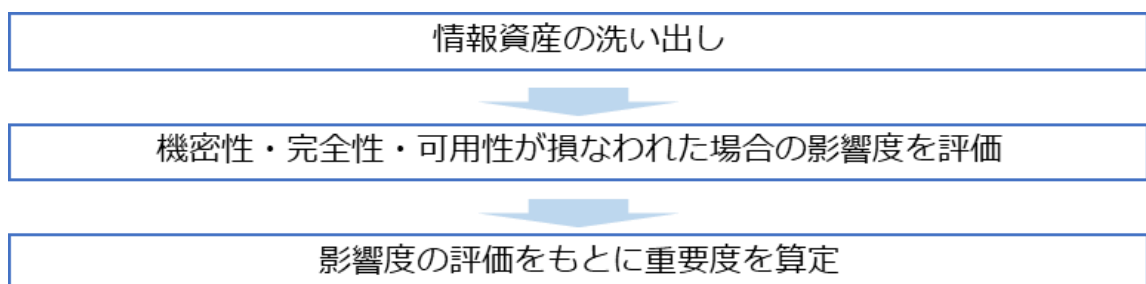 情報資産の洗い出し
機密性・完全性・可用性が損なわれた場合の影響度を評価
影響度の評価をもとに重要度を算定